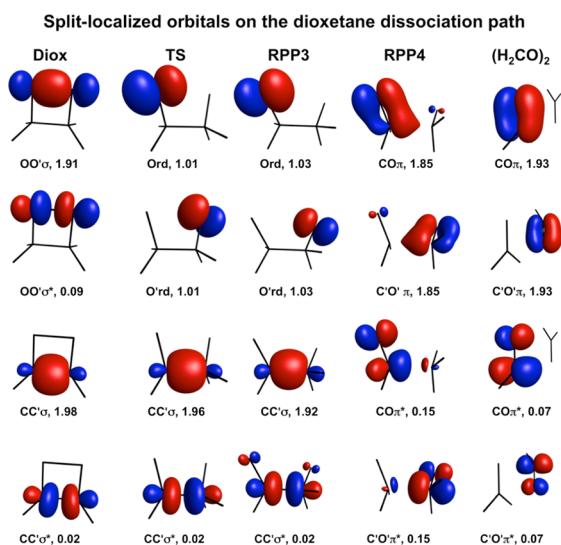 Split-localized orbitals on the dioxetane dissociation path
Diox TS RPP3 RPP4 (H₂CO)₂
OO'σ, 1.91 Ord, 1.01 Ord, 1.03 COπ, 1.85 COπ, 1.93
OO'σ*, 0.09 O'rd, 1.01 O'rd, 1.03 C'O' π, 1.85 C'O'π, 1.93
CC'σ, 1.98 CC'σ, 1.96 CC'σ, 1.92 COπ*, 0.15 COπ*, 0.07
CC'σ*, 0.02 CC'σ*, 0.02 CC'σ*, 0.02 C'O'π*, 0.15 C'O'π*, 0.07